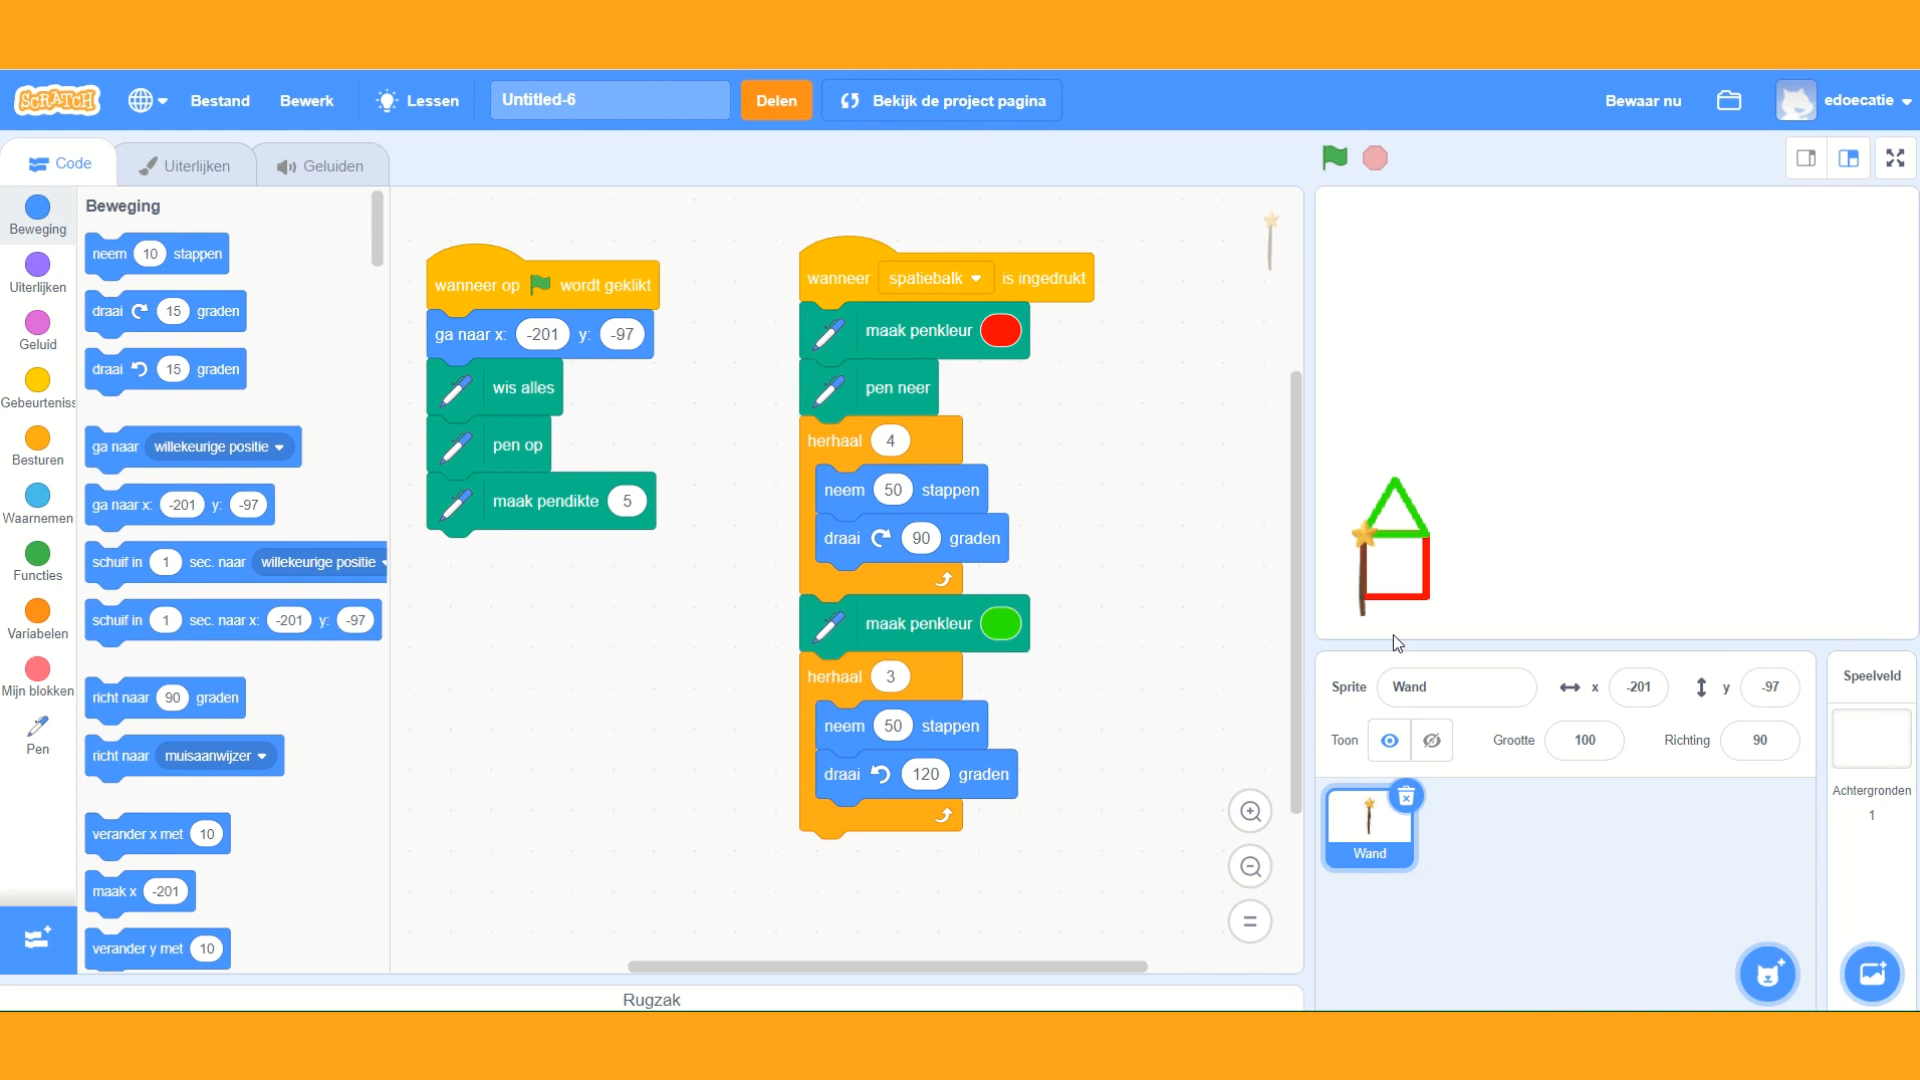 SCRATCH
Bestand
Bewerk
Lessen
Untitled-6
Delen
Bekijk de project pagina
Bewaar nu
edoecatie
Code
Uiterlijken
Geluiden
Beweging
Uiterlijken
Geluid
Gebeurteniss
Besturen
Waarnemen
Functies
Variabelen
Mijn blokken
Pen
Beweging
neem 10 stappen
draai 15 graden
draai 15 graden
ga naar willekeurige positie
ga naar x: -201 y: -97
schuif in 1 sec. naar willekeurige positie
schuif in 1 sec. naar x: -201 y: -97
richt naar 90 graden
richt naar muisaanwijzer
verander x met 10
maak x -201
verander y met 10
wanneer op wordt geklikt
ga naar x: -201 y: -97
wis alles
pen op
maak pendikte 5
wanneer spatiebalk is ingedrukt
maak penkleur
pen neer
herhaal 4
neem 50 stappen
draai 90 graden
maak penkleur
herhaal 3
neem 50 stappen
draai 120 graden
Sprite Wand x -201 y -97
Toon Grootte 100 Richting 90
Wand
Speelveld
Achtergronden
1
Rugzak